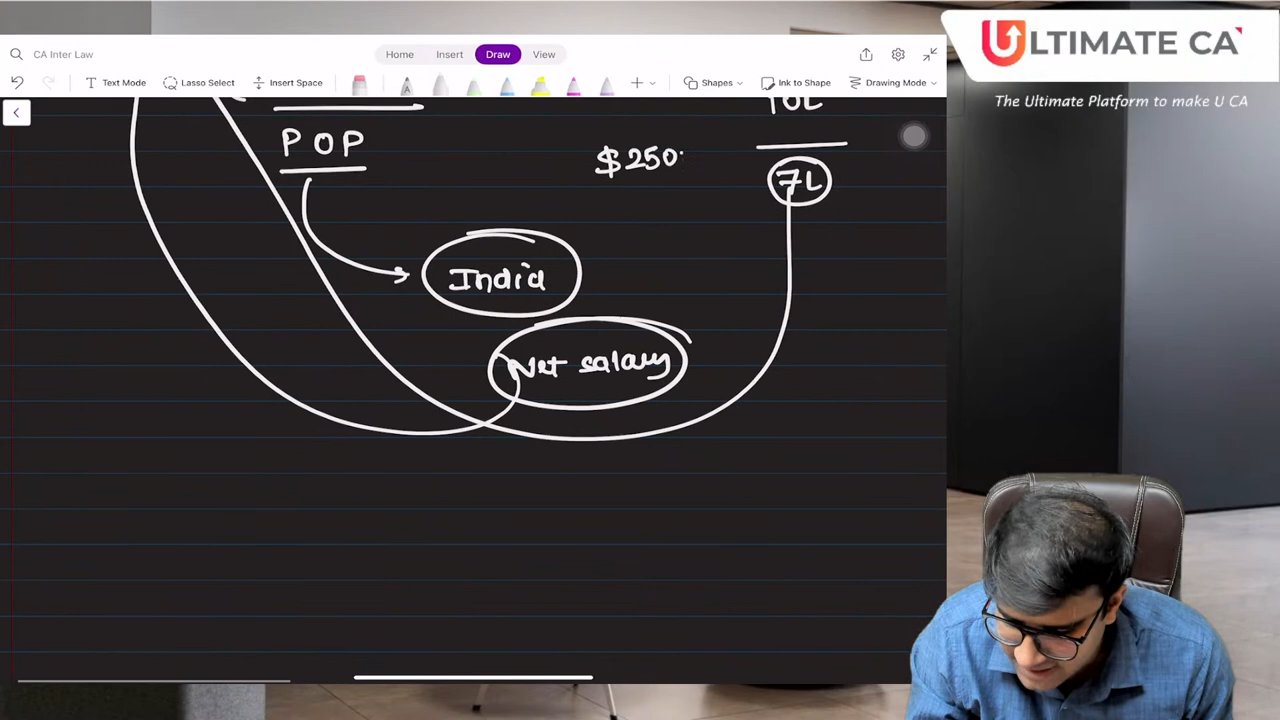 CA Inter Law
Home Insert Draw View
Text Mode Lasso Select Insert Space Shapes Ink to Shape Drawing Mode
ULTIMATE CA
The Ultimate Platform to make U CA
10L
POP
$250
7L
India
Net salary